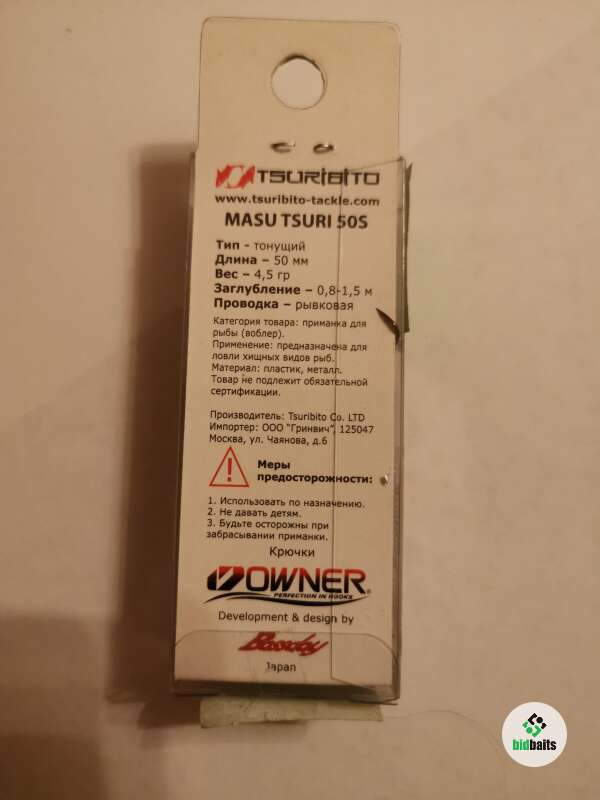 TSURIBITO
www.tsuribito-tackle.com
MASU TSURI 50S
Тип - тонущий
Длина – 50 мм
Вес – 4,5 гр
Заглубление – 0,8-1,5 м
Проводка – рывковая
Категория товара: приманка для
рыбы (воблер).
Применение: предназначена для
ловли хищных видов рыб.
Материал: пластик, металл.
Товар не подлежит обязательной
сертификации.
Производитель: Tsuribito Co. LTD
Импортер: ООО "Гринвич", 125047
Москва, ул. Чаянова, д.6
Меры
предосторожности:
1. Использовать по назначению.
2. Не давать детям.
3. Будьте осторожны при
забрасывании приманки.
Крючки
OWNER
PERFECTION IN HOOKS
Development & design by
Bassday
Japan
bidbaits